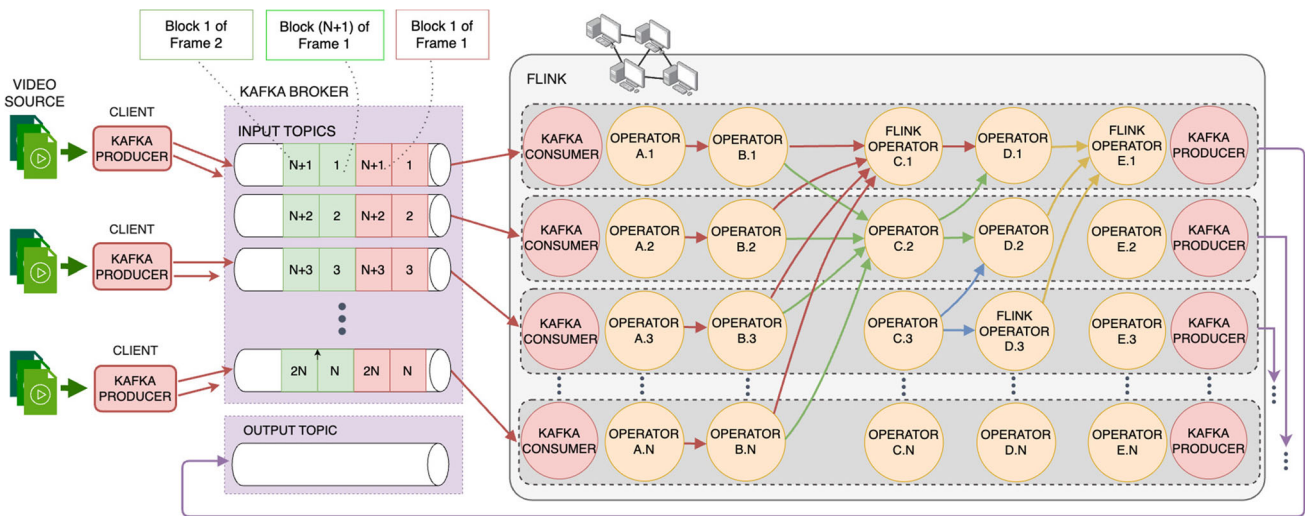 Block 1 of
Frame 2
Block (N+1) of
Frame 1
Block 1 of
Frame 1
VIDEO
SOURCE
CLIENT
KAFKA
PRODUCER
CLIENT
KAFKA
PRODUCER
CLIENT
KAFKA
PRODUCER
KAFKA BROKER
INPUT TOPICS
N+1 1 N+1 1
N+2 2 N+2 2
N+3 3 N+3 3
2N N 2N N
OUTPUT TOPIC
FLINK
KAFKA
CONSUMER
OPERATOR
A.1
OPERATOR
B.1
FLINK
OPERATOR
C.1
OPERATOR
D.1
FLINK
OPERATOR
E.1
KAFKA
PRODUCER
KAFKA
CONSUMER
OPERATOR
A.2
OPERATOR
B.2
OPERATOR
C.2
OPERATOR
D.2
OPERATOR
E.2
KAFKA
PRODUCER
KAFKA
CONSUMER
OPERATOR
A.3
OPERATOR
B.3
OPERATOR
C.3
FLINK
OPERATOR
D.3
OPERATOR
E.3
KAFKA
PRODUCER
KAFKA
CONSUMER
OPERATOR
A.N
OPERATOR
B.N
OPERATOR
C.N
OPERATOR
D.N
OPERATOR
E.N
KAFKA
PRODUCER